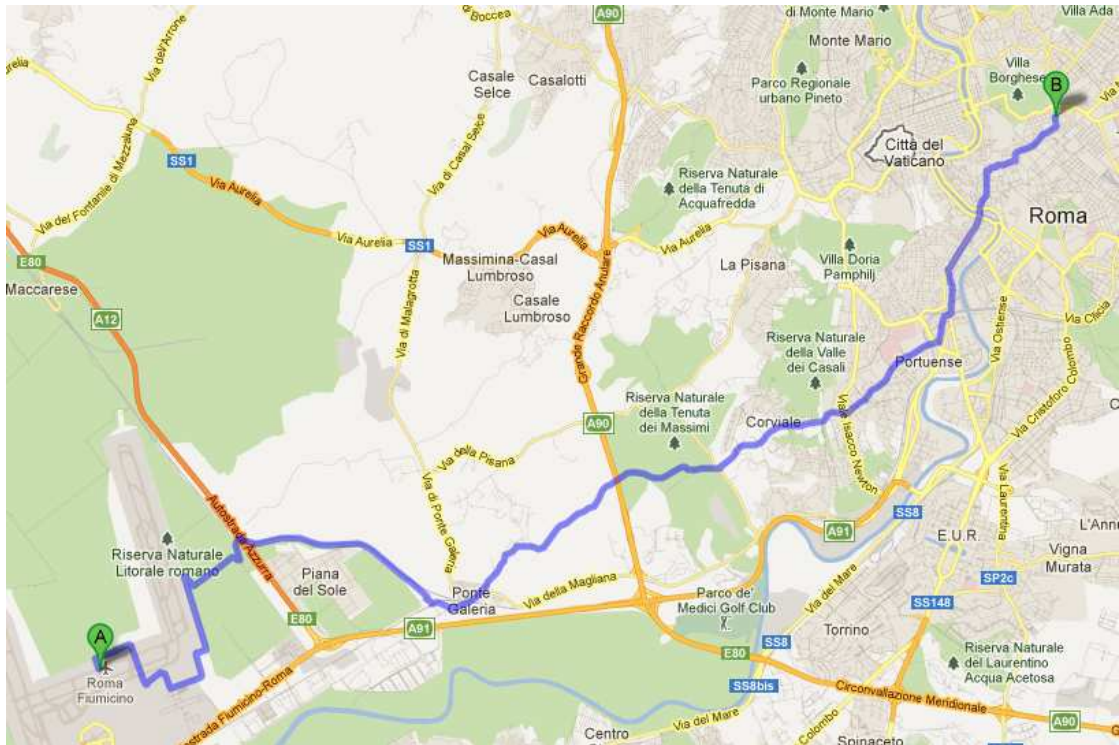 di Boccea
A90
di Monte Mario
Villa Ada
Via dell'Arrone
Monte Mario
Casale
Selce
Casalotti
Villa
Borghese
B
Via Aurelia
Parco Regionale
urbano Pineto
Via di Casal Selce
Città del
Vaticano
SS1
Via del Fontanile di Mezzaluna
Riserva Naturale
della Tenuta di
Acquafredda
Via Aurelia
Roma
Via Aurelia
SS1
Via Aurelia
Via Aurelia
E80
Massimina-Casal
Lumbroso
La Pisana
Villa Doria
Pamphilj
Maccarese
Casale
Lumbroso
Grande Raccordo Anulare
Via di Malagrotta
A12
Via Ostiense
Via Cilicia
Riserva Naturale
della Valle
dei Casali
Portuense
Via Cristoforo Colombo
Riserva Naturale
della Tenuta
dei Massimi
A90
Corviale
Viale Isacco Newton
Via della Pisana
Via di Ponte Galeria
Via Laurentina
SS8
Autostrada Azzurra
A91
E.U.R.
L'Annu
Riserva Naturale
Litorale romano
Vigna
Murata
Piana
del Sole
SP2c
Ponte
Galeria
Via della Magliana
Parco de'
Medici Golf Club
Via del Mare
SS148
E80
A91
A
Torrino
SS8
Roma
Fiumicino
E80
Riserva Naturale
del Laurentino
Acqua Acetosa
SS8bis
Circonvallazione Meridionale
strada Fiumicino-Roma
Via del Mare
Colombo
A90
Centro
Spinaceto